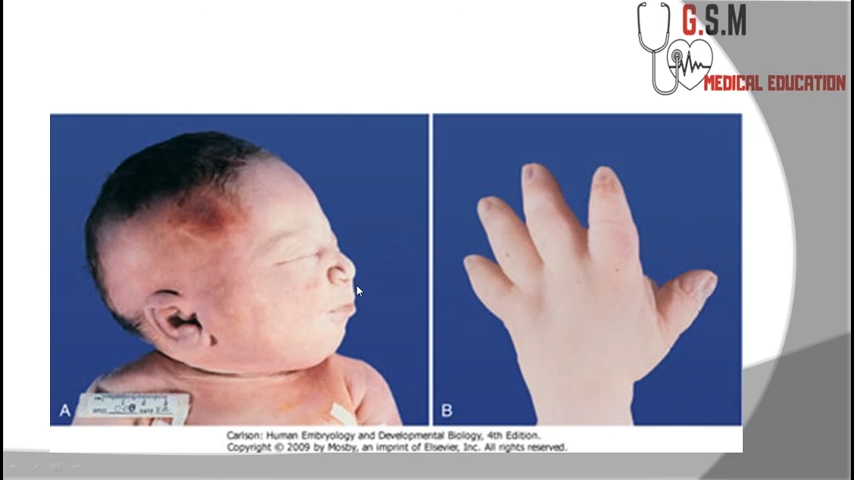 G.S.M
MEDICAL EDUCATION
A
B
Carlson: Human Embryology and Developmental Biology, 4th Edition.
Copyright © 2009 by Mosby, an imprint of Elsevier, Inc. All rights reserved.